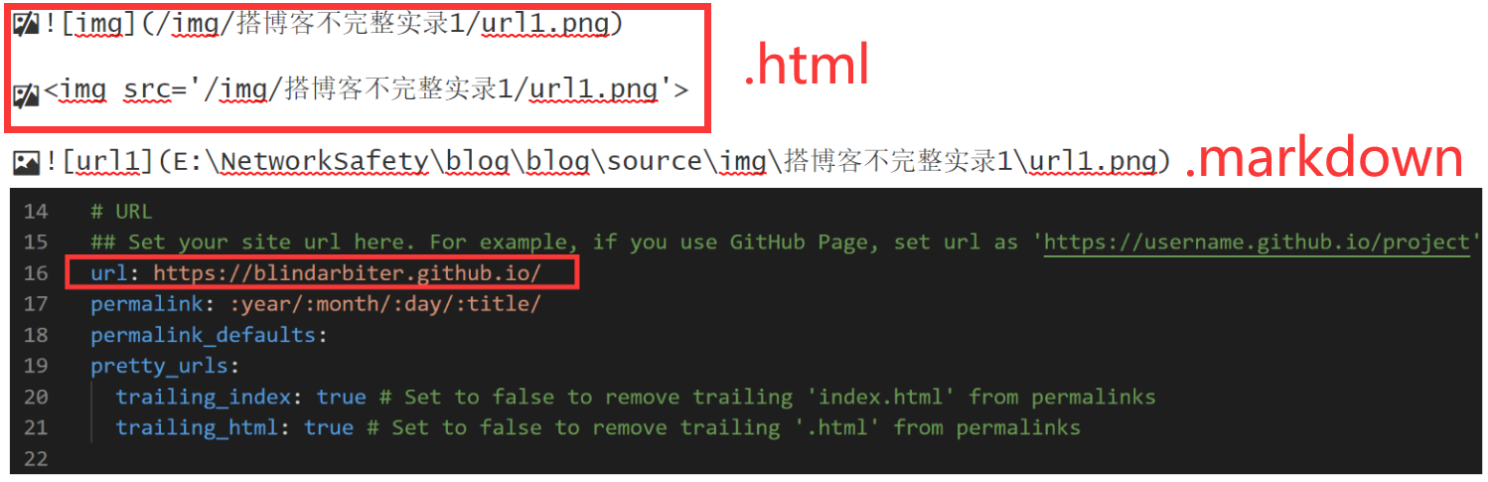 ![img](/img/搭博客不完整实录1/url1.png)
.html
<img src='/img/搭博客不完整实录1/url1.png'>
![url1](E:\NetworkSafety\blog\blog\source\img\搭博客不完整实录1\url1.png)
.markdown
14 # URL
15 ## Set your site url here. For example, if you use GitHub Page, set url as 'https://username.github.io/project'
16 url: https://blindarbiter.github.io/
17 permalink: :year/:month/:day/:title/
18 permalink_defaults:
19 pretty_urls:
20 trailing_index: true # Set to false to remove trailing 'index.html' from permalinks
21 trailing_html: true # Set to false to remove trailing '.html' from permalinks
22